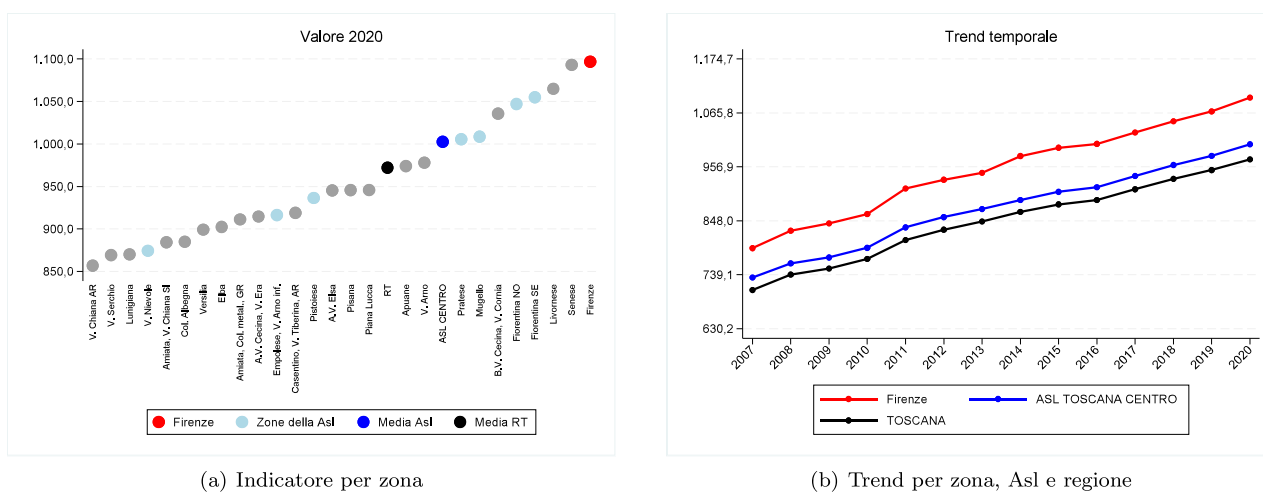 Valore 2020
1.100,0
1.050,0
1.000,0
950,0
900,0
850,0
V. Chiana AR
V. Serchio
Lunigiana
V. Nievole
Amiata, V. Chiana SI
Col. Albegna
Versilia
Elba
Amiata, Col. metal., GR
A.V. Cecina, V. Era
Empolese, V. Arno inf.
Casentino, V. Tiberina, AR
Pistoiese
A.V. Elsa
Pisana
Piana Lucca
RT
Apuane
V. Arno
ASL CENTRO
Pratese
Mugello
B.V. Cecina, V. Cornia
Fiorentina NO
Fiorentina SE
Livornese
Senese
Firenze
Firenze Zone della Asl Media Asl Media RT
(a) Indicatore per zona
Trend temporale
1.174,7
1.065,8
956,9
848,0
739,1
630,2
2007 2008 2009 2010 2011 2012 2013 2014 2015 2016 2017 2018 2019 2020
Firenze ASL TOSCANA CENTRO
TOSCANA
(b) Trend per zona, Asl e regione